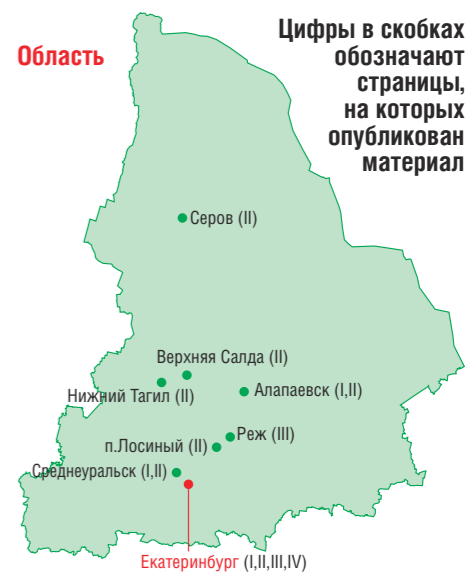 Область
Цифры в скобках
обозначают
страницы,
на которых
опубликован
материал
Серов (II)
Верхняя Салда (II)
Нижний Тагил (II)
Алапаевск (I,II)
Реж (III)
п.Лосиный (II)
Среднеуральск (I,II)
Екатеринбург (I,II,III,IV)